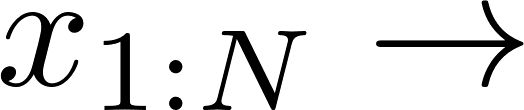 x_{1:N} →